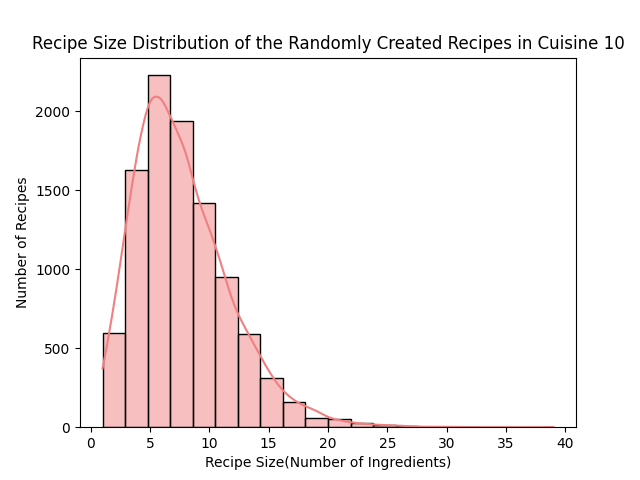 Recipe Size Distribution of the Randomly Created Recipes in Cuisine 10
Number of Recipes
2000
1500
1000
500
0
0 5 10 15 20 25 30 35 40
Recipe Size(Number of Ingredients)